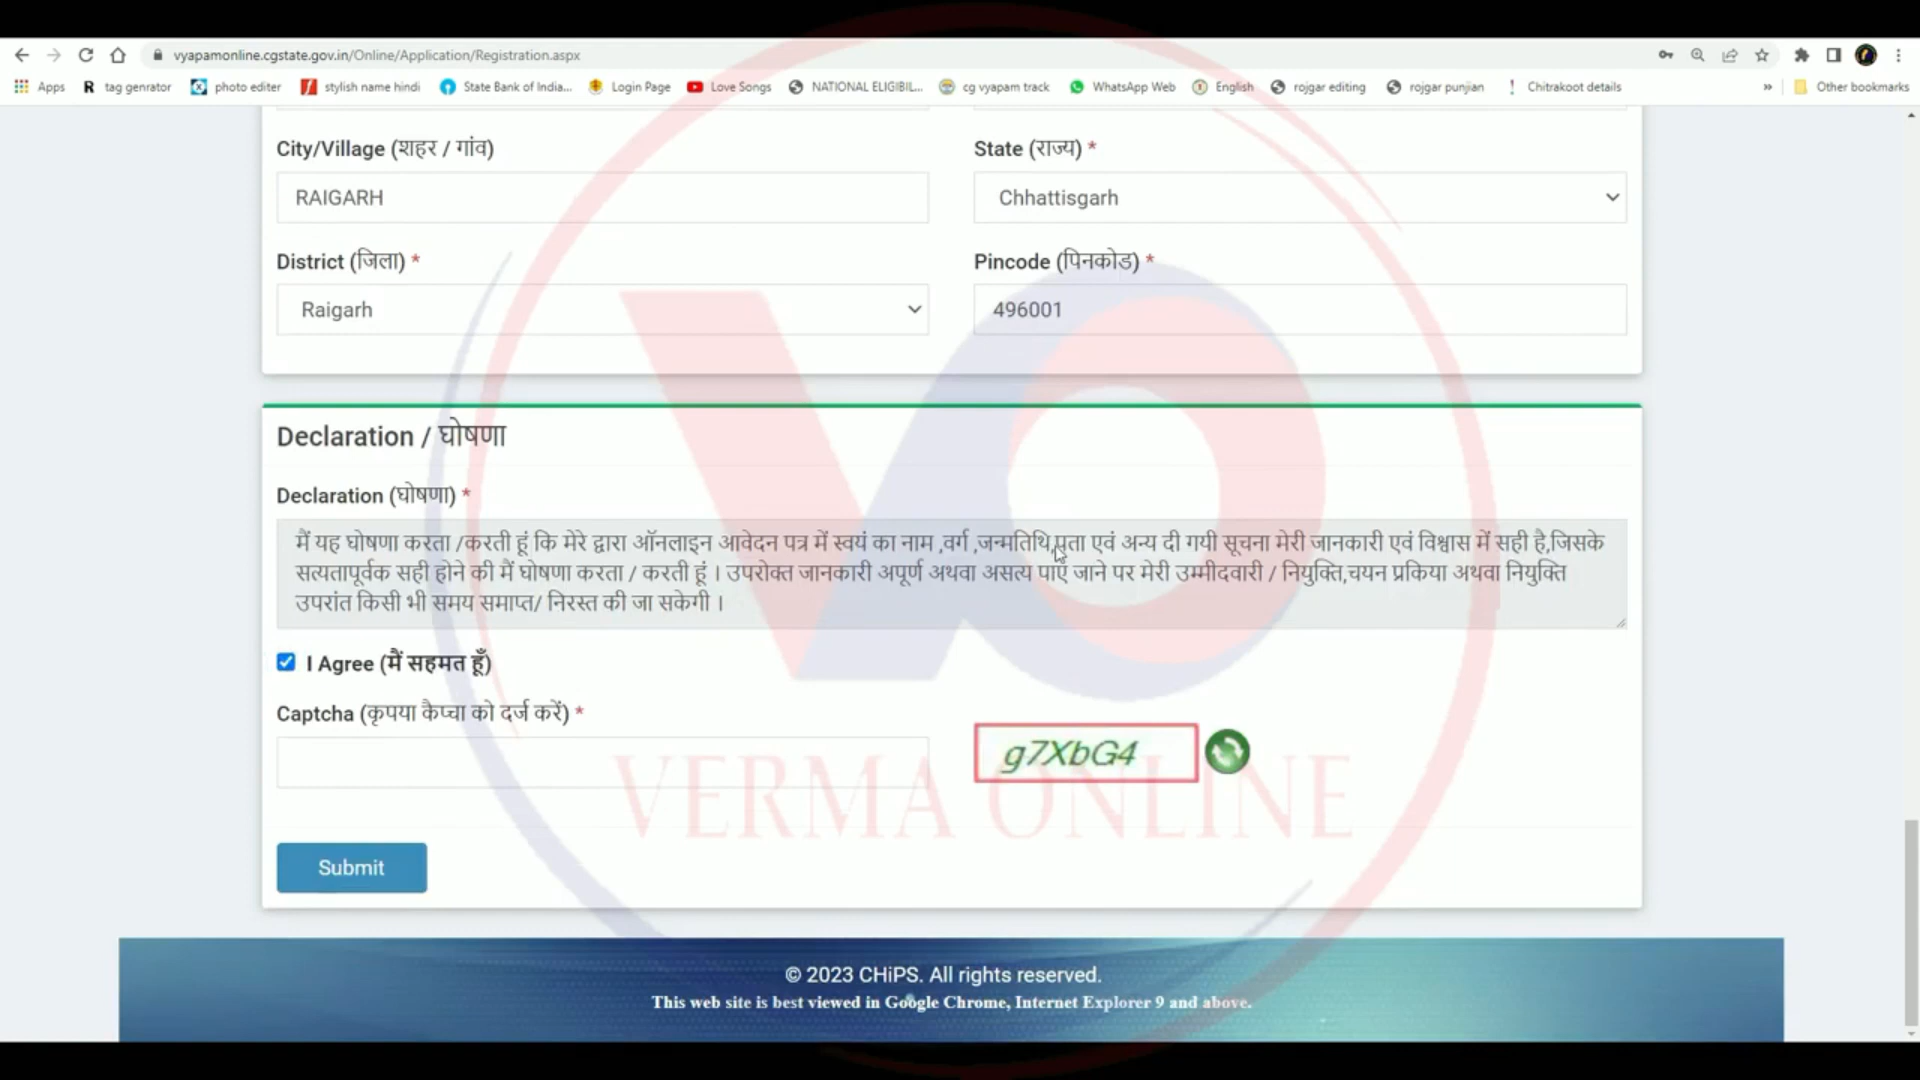 vyapamonline.cgstate.gov.in/Online/Application/Registration.aspx
Apps tag genrator photo editer stylish name hindi State Bank of India... Login Page Love Songs NATIONAL ELIGIBIL... cg vyapam track WhatsApp Web English rojgar editing rojgar punjian Chitrakoot details » Other bookmarks
City/Village (शहर / गांव) State (राज्य) *
RAIGARH Chhattisgarh
District (जिला) * Pincode (पिनकोड) *
Raigarh 496001
Declaration / घोषणा
Declaration (घोषणा) *
मैं यह घोषणा करता /करती हूं कि मेरे द्वारा ऑनलाइन आवेदन पत्र में स्वयं का नाम ,वर्ग ,जन्मतिथि,पता एवं अन्य दी गयी सूचना मेरी जानकारी एवं विश्वास में सही है,जिसके
सत्यतापूर्वक सही होने की मैं घोषणा करता / करती हूं । उपरोक्त जानकारी अपूर्ण अथवा असत्य पाएँ जाने पर मेरी उम्मीदवारी / नियुक्ति,चयन प्रकिया अथवा नियुक्ति
उपरांत किसी भी समय समाप्त/ निरस्त की जा सकेगी ।
I Agree (मैं सहमत हूँ)
Captcha (कृपया कैप्चा को दर्ज करें) *
g7XbG4
VERMA ONLINE
Submit
© 2023 CHiPS. All rights reserved.
This web site is best viewed in Google Chrome, Internet Explorer 9 and above.